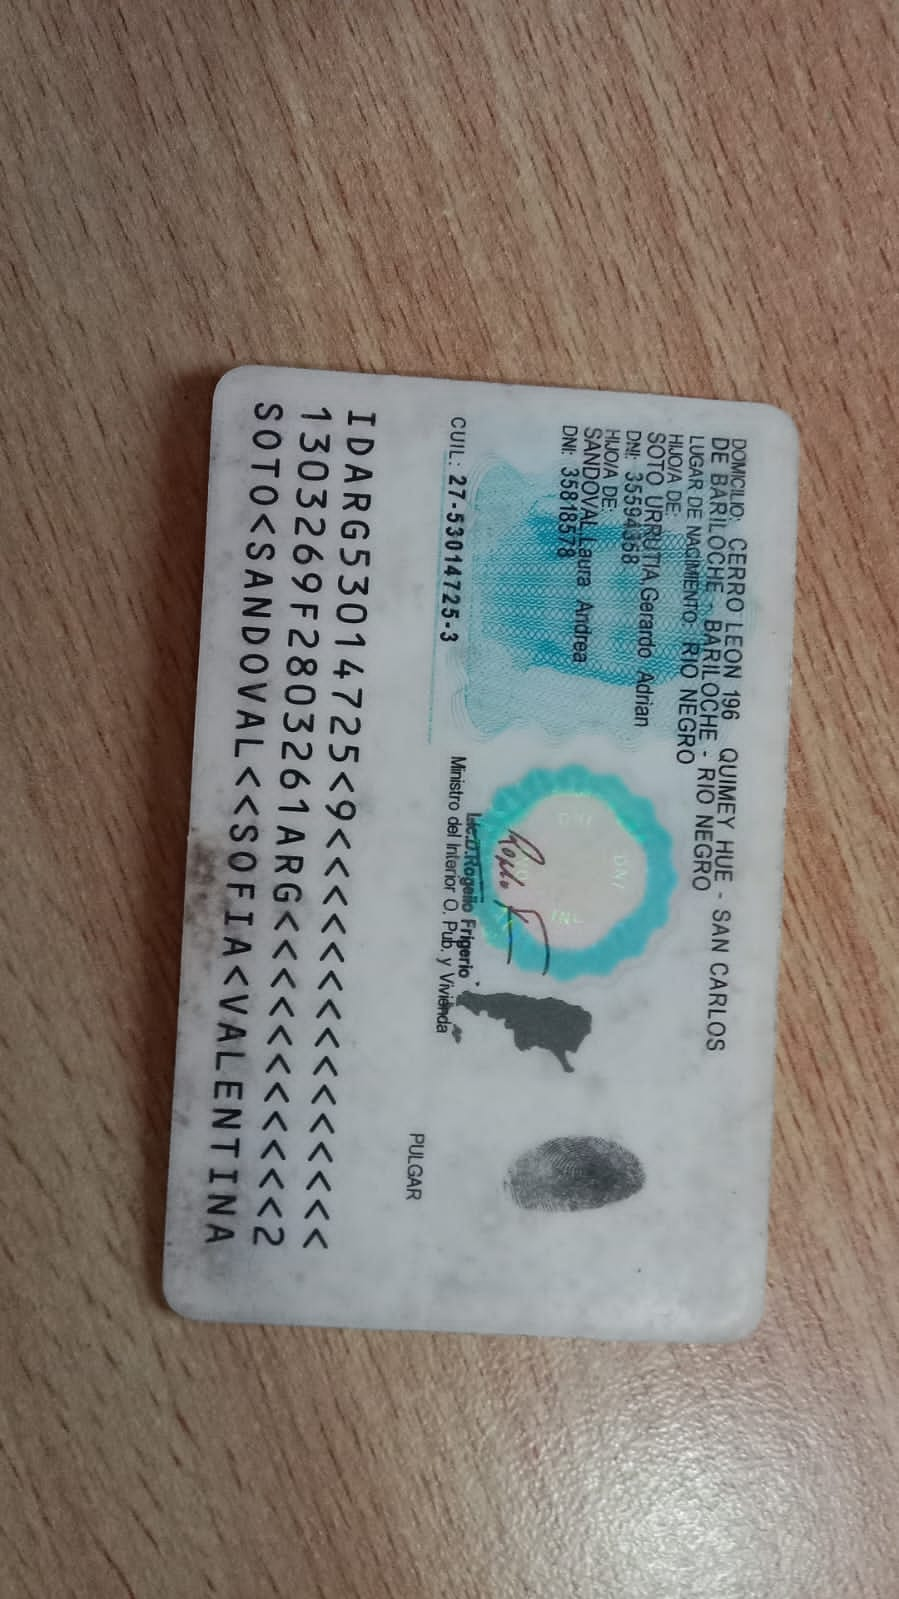 DOMICILIO: CERRO LEON 196 QUIMEY HUE - SAN CARLOS
DE BARILOCHE - BARILOCHE - RIO NEGRO
LUGAR DE NACIMIENTO: RIO NEGRO
HIJO/A DE:
SOTO URRUTIA, Gerardo Adrian
DNI: 35594368
HIJO/A DE:
SANDOVAL, Laura Andrea
DNI: 35818578
CUIL: 27-53014725-3
DNI
DNI
Lic. D. Rogelio Frigerio
Ministro del Interior O. Pub. y Vivienda
PULGAR
IDARG53014725<9<<<<<<<<<<<<<<<
1303269F2803261ARG<<<<<<<<<<<2
SOTO<SANDOVAL<<SOFIA<VALENTINA